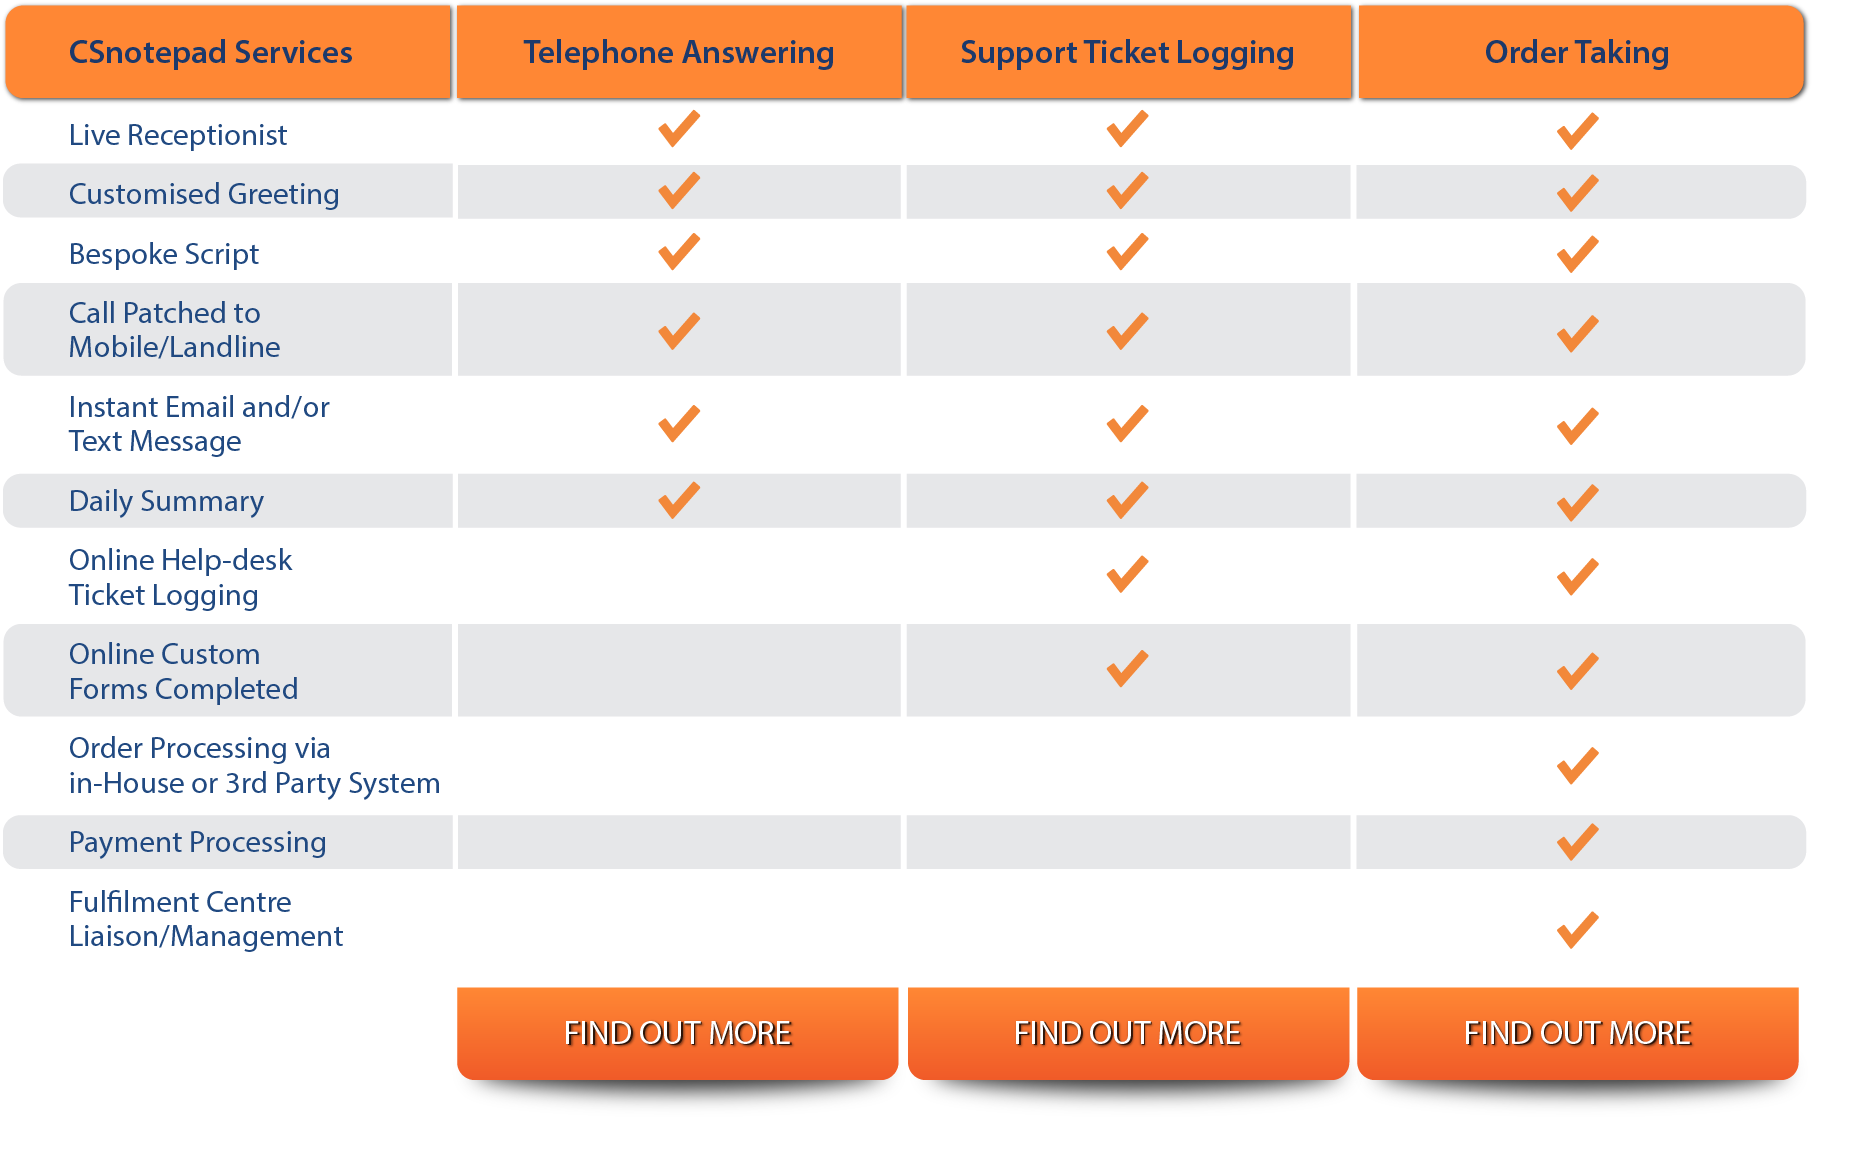 CSnotepad Services
Telephone Answering
Support Ticket Logging
Order Taking
Live Receptionist
Customised Greeting
Bespoke Script
Call Patched to
Mobile/Landline
Instant Email and/or
Text Message
Daily Summary
Online Help-desk
Ticket Logging
Online Custom
Forms Completed
Order Processing via
in-House or 3rd Party System
Payment Processing
Fulfilment Centre
Liaison/Management
FIND OUT MORE
FIND OUT MORE
FIND OUT MORE